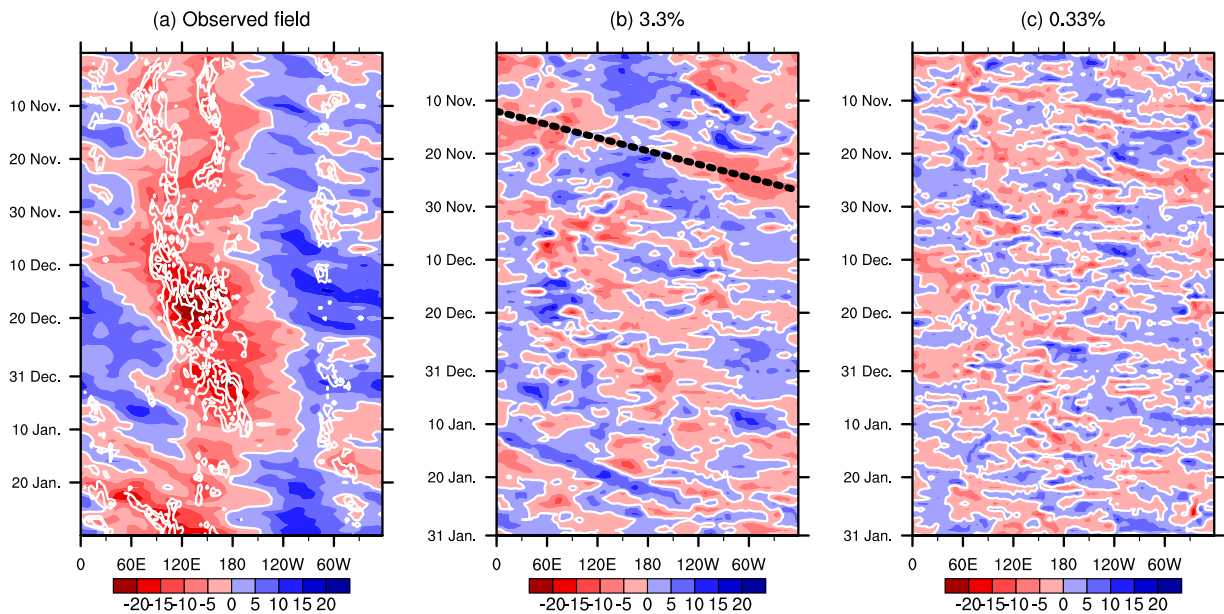 (a) Observed field
(b) 3.3%
(c) 0.33%
10 Nov.
20 Nov.
30 Nov.
10 Dec.
20 Dec.
31 Dec.
10 Jan.
20 Jan.
0 60E 120E 180 120W 60W
-20 -15 -10 -5 0 5 10 15 20
10 Nov.
20 Nov.
30 Nov.
10 Dec.
20 Dec.
31 Dec.
10 Jan.
20 Jan.
31 Jan.
0 60E 120E 180 120W 60W
-20 -15 -10 -5 0 5 10 15 20
10 Nov.
20 Nov.
30 Nov.
10 Dec.
20 Dec.
31 Dec.
10 Jan.
20 Jan.
31 Jan.
0 60E 120E 180 120W 60W
-20 -15 -10 -5 0 5 10 15 20